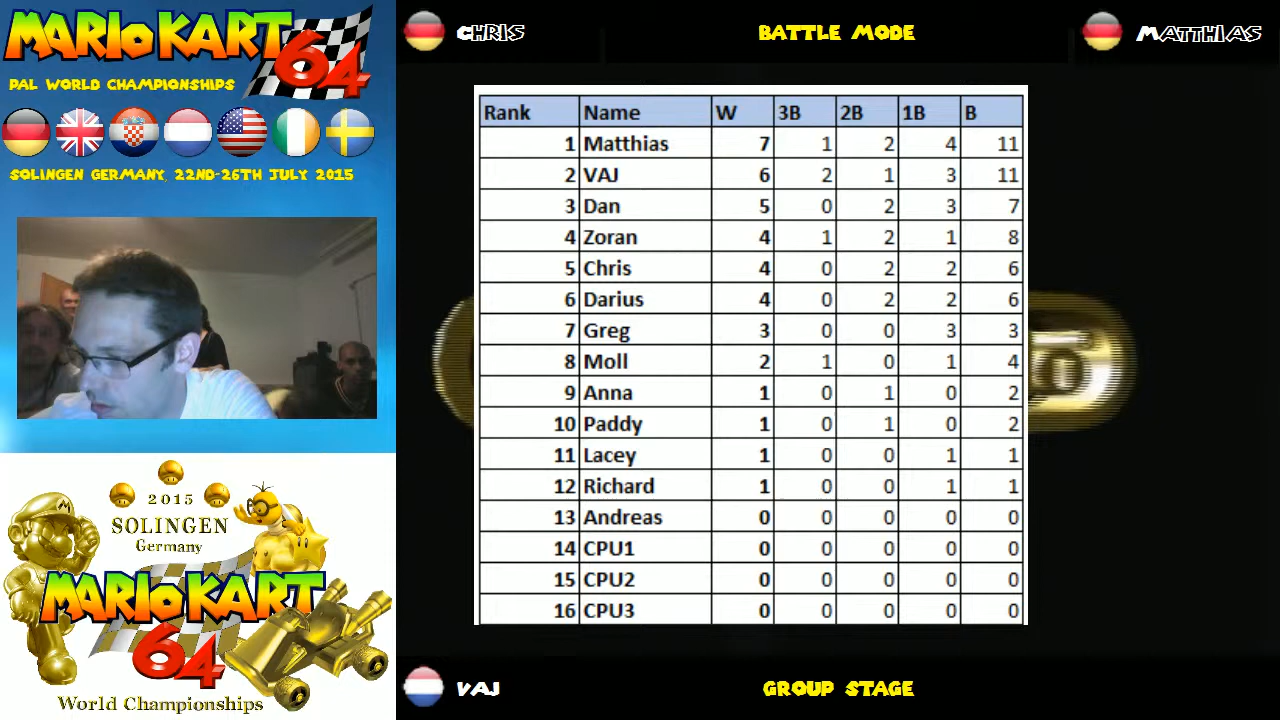 MARIO KART
64
PAL WORLD CHAMPIONSHIPS
SOLINGEN GERMANY, 22ND-26TH JULY 2015
CHRIS
BATTLE MODE
MATTHIAS
Rank Name W 3B 2B 1B B
1 Matthias 7 1 2 4 11
2 VAJ 6 2 1 3 11
3 Dan 5 0 2 3 7
4 Zoran 4 1 2 1 8
5 Chris 4 0 2 2 6
6 Darius 4 0 2 2 6
7 Greg 3 0 0 3 3
8 Moll 2 1 0 1 4
9 Anna 1 0 1 0 2
10 Paddy 1 0 1 0 2
11 Lacey 1 0 0 1 1
12 Richard 1 0 0 1 1
13 Andreas 0 0 0 0 0
14 CPU1 0 0 0 0 0
15 CPU2 0 0 0 0 0
16 CPU3 0 0 0 0 0
2015
SOLINGEN
Germany
MARIO KART
64
World Championships
VAJ
GROUP STAGE